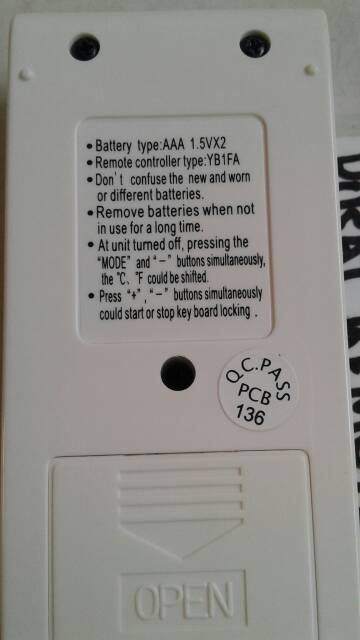 • Battery type:AAA 1.5VX2
• Remote controller type:YB1FA
• Don't confuse the new and worn
or different batteries.
• Remove batteries when not
in use for a long time.
• At unit turned off, pressing the
"MODE" and "−" buttons simultaneously,
the °C、°F could be shifted.
• Press "+", "−" buttons simultaneously
could start or stop key board locking .
Q.C.PASS
PCB
136
OPEN